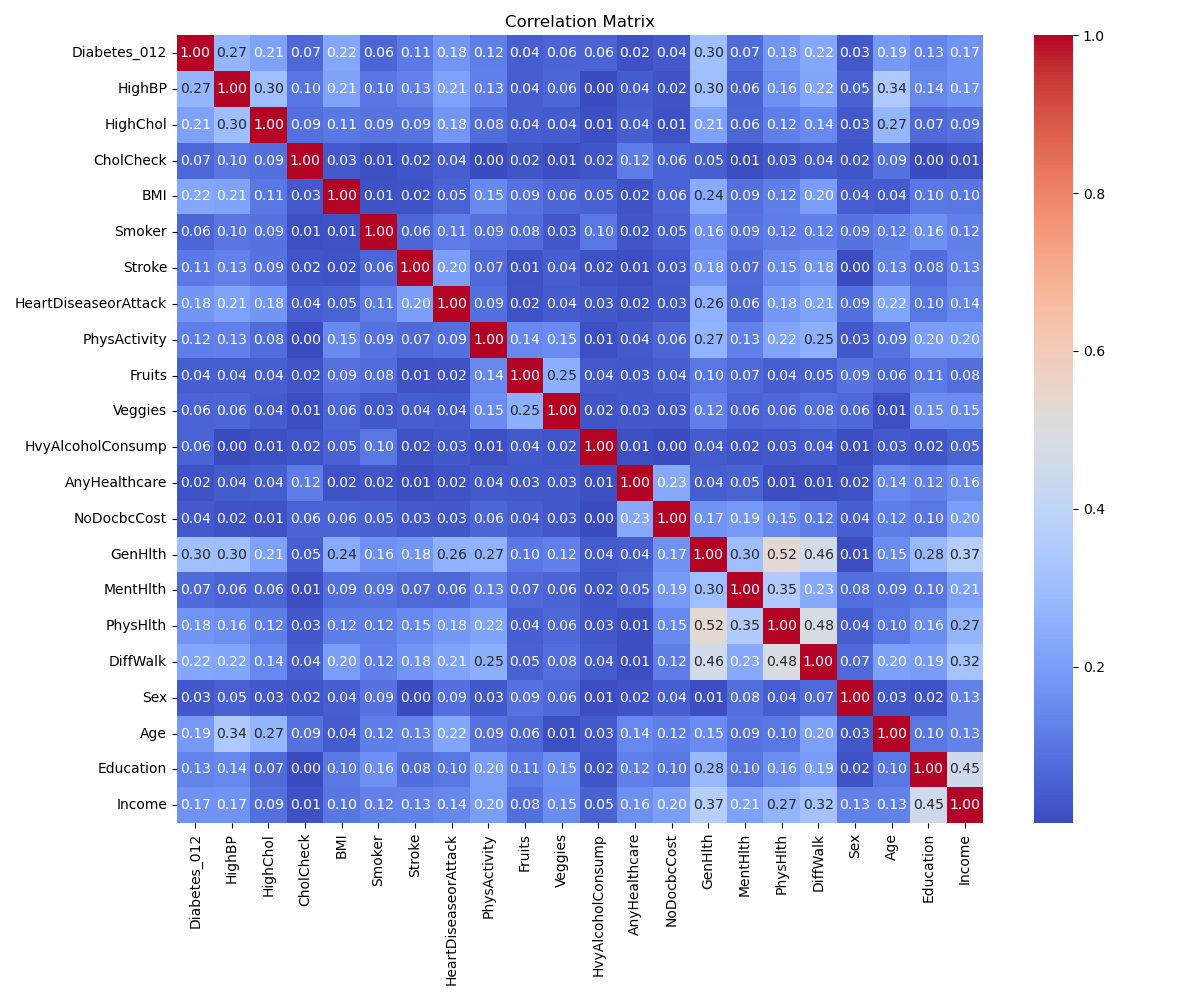 Correlation Matrix
Diabetes_012 1.00 0.27 0.21 0.07 0.22 0.06 0.11 0.18 0.12 0.04 0.06 0.06 0.02 0.04 0.30 0.07 0.18 0.22 0.03 0.19 0.13 0.17
HighBP 0.27 1.00 0.30 0.10 0.21 0.10 0.13 0.21 0.13 0.04 0.06 0.00 0.04 0.02 0.30 0.06 0.16 0.22 0.05 0.34 0.14 0.17
HighChol 0.21 0.30 1.00 0.09 0.11 0.09 0.09 0.18 0.08 0.04 0.04 0.01 0.04 0.01 0.21 0.06 0.12 0.14 0.03 0.27 0.07 0.09
CholCheck 0.07 0.10 0.09 1.00 0.03 0.01 0.02 0.04 0.00 0.02 0.01 0.02 0.12 0.06 0.05 0.01 0.03 0.04 0.02 0.09 0.00 0.01
BMI 0.22 0.21 0.11 0.03 1.00 0.01 0.02 0.05 0.15 0.09 0.06 0.05 0.02 0.06 0.24 0.09 0.12 0.20 0.04 0.04 0.10 0.10
Smoker 0.06 0.10 0.09 0.01 0.01 1.00 0.06 0.11 0.09 0.08 0.03 0.10 0.02 0.05 0.16 0.09 0.12 0.12 0.09 0.12 0.16 0.12
Stroke 0.11 0.13 0.09 0.02 0.02 0.06 1.00 0.20 0.07 0.01 0.04 0.02 0.01 0.03 0.18 0.07 0.15 0.18 0.00 0.13 0.08 0.13
HeartDiseaseorAttack 0.18 0.21 0.18 0.04 0.05 0.11 0.20 1.00 0.09 0.02 0.04 0.03 0.02 0.03 0.26 0.06 0.18 0.21 0.09 0.22 0.10 0.14
PhysActivity 0.12 0.13 0.08 0.00 0.15 0.09 0.07 0.09 1.00 0.14 0.15 0.01 0.04 0.06 0.27 0.13 0.22 0.25 0.03 0.09 0.20 0.20
Fruits 0.04 0.04 0.04 0.02 0.09 0.08 0.01 0.02 0.14 1.00 0.25 0.04 0.03 0.04 0.10 0.07 0.04 0.05 0.09 0.06 0.11 0.08
Veggies 0.06 0.06 0.04 0.01 0.06 0.03 0.04 0.04 0.15 0.25 1.00 0.02 0.03 0.03 0.12 0.06 0.06 0.08 0.06 0.01 0.15 0.15
HvyAlcoholConsump 0.06 0.00 0.01 0.02 0.05 0.10 0.02 0.03 0.01 0.04 0.02 1.00 0.01 0.00 0.04 0.02 0.03 0.04 0.01 0.03 0.02 0.05
AnyHealthcare 0.02 0.04 0.04 0.12 0.02 0.02 0.01 0.02 0.04 0.03 0.03 0.01 1.00 0.23 0.04 0.05 0.01 0.01 0.02 0.14 0.12 0.16
NoDocbcCost 0.04 0.02 0.01 0.06 0.06 0.05 0.03 0.03 0.06 0.04 0.03 0.00 0.23 1.00 0.17 0.19 0.15 0.12 0.04 0.12 0.10 0.20
GenHlth 0.30 0.30 0.21 0.05 0.24 0.16 0.18 0.26 0.27 0.10 0.12 0.04 0.04 0.17 1.00 0.30 0.52 0.46 0.01 0.15 0.28 0.37
MentHlth 0.07 0.06 0.06 0.01 0.09 0.09 0.07 0.06 0.13 0.07 0.06 0.02 0.05 0.19 0.30 1.00 0.35 0.23 0.08 0.09 0.10 0.21
PhysHlth 0.18 0.16 0.12 0.03 0.12 0.12 0.15 0.18 0.22 0.04 0.06 0.03 0.01 0.15 0.52 0.35 1.00 0.48 0.04 0.10 0.16 0.27
DiffWalk 0.22 0.22 0.14 0.04 0.20 0.12 0.18 0.21 0.25 0.05 0.08 0.04 0.01 0.12 0.46 0.23 0.48 1.00 0.07 0.20 0.19 0.32
Sex 0.03 0.05 0.03 0.02 0.04 0.09 0.00 0.09 0.03 0.09 0.06 0.01 0.02 0.04 0.01 0.08 0.04 0.07 1.00 0.03 0.02 0.13
Age 0.19 0.34 0.27 0.09 0.04 0.12 0.13 0.22 0.09 0.06 0.01 0.03 0.14 0.12 0.15 0.09 0.10 0.20 0.03 1.00 0.10 0.13
Education 0.13 0.14 0.07 0.00 0.10 0.16 0.08 0.10 0.20 0.11 0.15 0.02 0.12 0.10 0.28 0.10 0.16 0.19 0.02 0.10 1.00 0.45
Income 0.17 0.17 0.09 0.01 0.10 0.12 0.13 0.14 0.20 0.08 0.15 0.05 0.16 0.20 0.37 0.21 0.27 0.32 0.13 0.13 0.45 1.00
Diabetes_012
HighBP
HighChol
CholCheck
BMI
Smoker
Stroke
HeartDiseaseorAttack
PhysActivity
Fruits
Veggies
HvyAlcoholConsump
AnyHealthcare
NoDocbcCost
GenHlth
MentHlth
PhysHlth
DiffWalk
Sex
Age
Education
Income
1.0
0.8
0.6
0.4
0.2